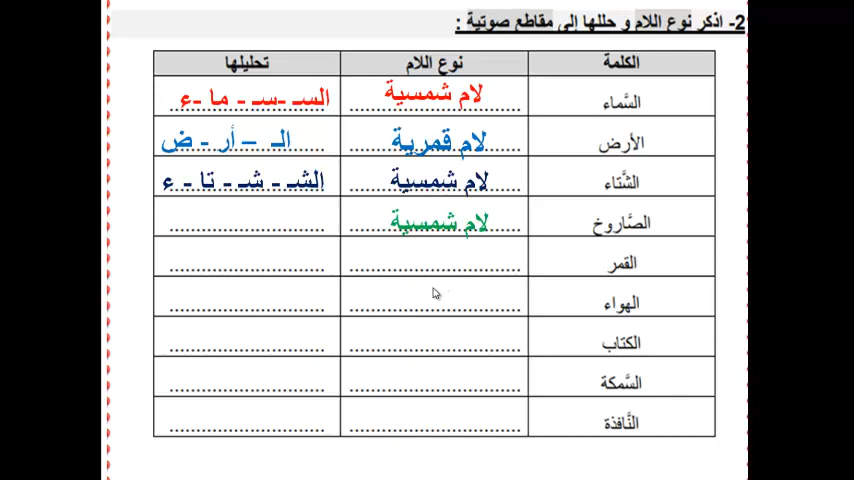 2- اذكر نوع اللام و حللها إلى مقاطع صوتية :
الكلمة نوع اللام تحليلها
السَّماء لام شمسية السـ -سـ - ما -ء
الأرض لام قمرية الـ – أر - ض
الشَّتاء لام شمسية الشـ - شـ - تا - ء
الصَّاروخ لام شمسية
القمر
الهواء
الكتاب
السَّمكة
النَّافذة